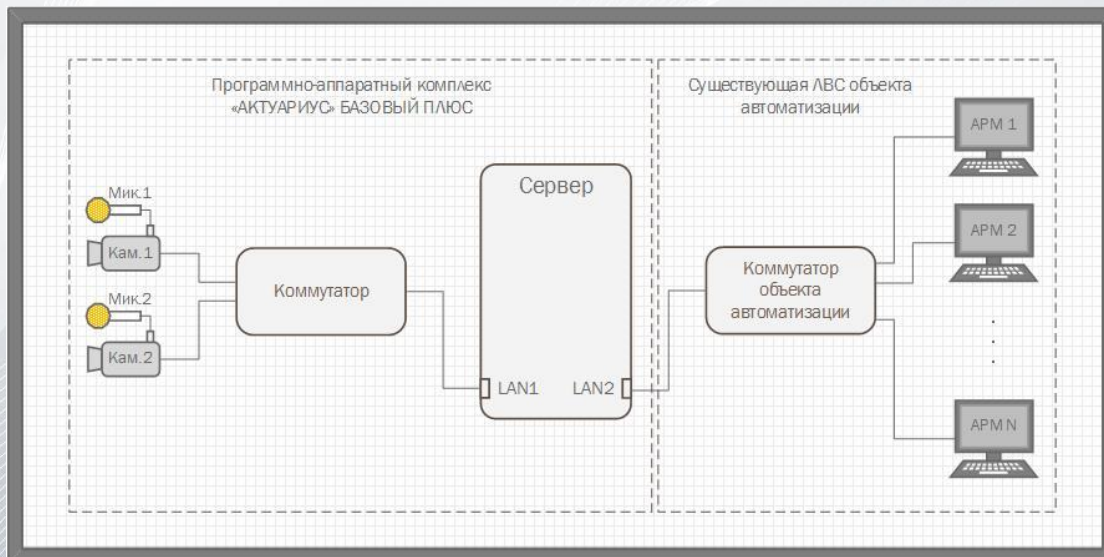 Программно-аппаратный комплекс
«АКТУАРИУС» БАЗОВЫЙ ПЛЮС
Существующая ЛВС объекта
автоматизации
Мик.1
Кам.1
Мик.2
Кам.2
Коммутатор
Сервер
LAN1
LAN2
Коммутатор
объекта
автоматизации
АРМ 1
АРМ 2
АРМ N